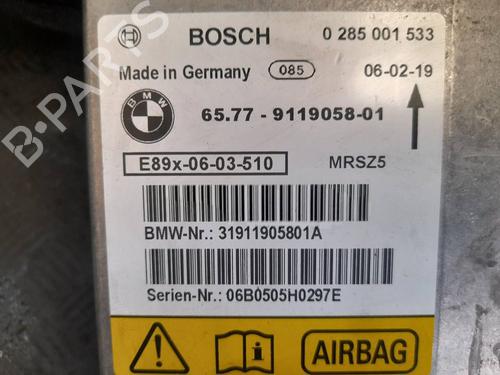 BOSCH 0 285 001 533
Made in Germany 085 06-02-19
BMW 65.77 - 9119058-01
E89x-06-03-510 MRSZ5
BMW-Nr.: 31911905801A
Serien-Nr.: 06B0505H0297E
AIRBAG
B-PARTS